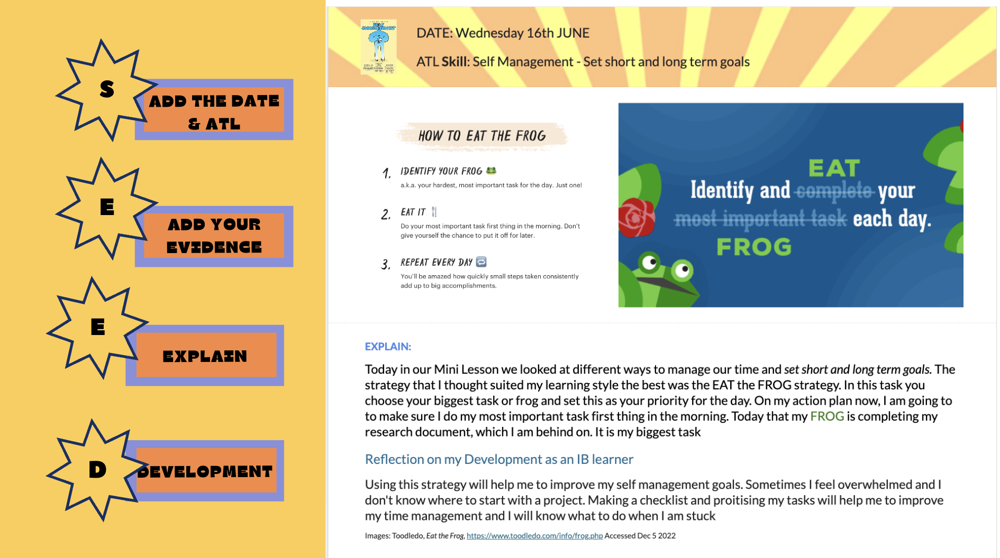 S
ADD THE DATE
& ATL
E
ADD YOUR
EVIDENCE
E
EXPLAIN
D
DEVELOPMENT
SELF
MANAGEMENT
DATE: Wednesday 16th JUNE
ATL Skill: Self Management - Set short and long term goals
HOW TO EAT THE FROG
1. IDENTIFY YOUR FROG
a.k.a. your hardest, most important task for the day. Just one!
2. EAT IT
Do your most important task first thing in the morning. Don't
give yourself the chance to put it off for later.
3. REPEAT EVERY DAY
You'll be amazed how quickly small steps taken consistently
add up to big accomplishments.
EAT
Identify and complete your
most important task each day.
FROG
EXPLAIN:
Today in our Mini Lesson we looked at different ways to manage our time and set short and long term goals. The
strategy that I thought suited my learning style the best was the EAT the FROG strategy. In this task you
choose your biggest task or frog and set this as your priority for the day. On my action plan now, I am going to
to make sure I do my most important task first thing in the morning. Today that my FROG is completing my
research document, which I am behind on. It is my biggest task
Reflection on my Development as an IB learner
Using this strategy will help me to improve my self management goals. Sometimes I feel overwhelmed and I
don't know where to start with a project. Making a checklist and proitising my tasks will help me to improve
my time management and I will know what to do when I am stuck
Images: Toodledo, Eat the Frog, https://www.toodledo.com/info/frog.php Accessed Dec 5 2022